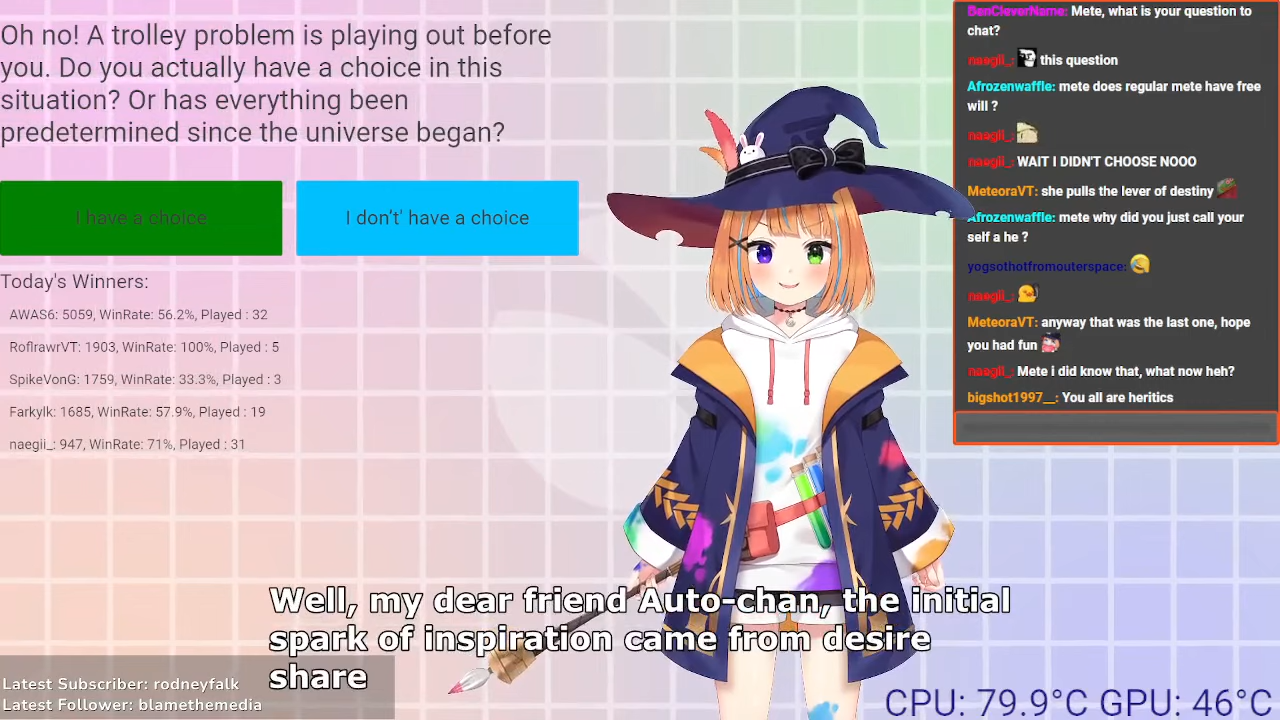 Oh no! A trolley problem is playing out before
you. Do you actually have a choice in this
situation? Or has everything been
predetermined since the universe began?
I have a choice
I don't' have a choice
Today's Winners:
AWAS6: 5059, WinRate: 56.2%, Played : 32
RoflrawrVT: 1903, WinRate: 100%, Played : 5
SpikeVonG: 1759, WinRate: 33.3%, Played : 3
Farkylk: 1685, WinRate: 57.9%, Played : 19
naegii_: 947, WinRate: 71%, Played : 31
BenCleverName: Mete, what is your question to
chat?
naegii_: this question
Afrozenwaffle: mete does regular mete have free
will ?
naegii_:
naegii_: WAIT I DIDN'T CHOOSE NOOO
MeteoraVT: she pulls the lever of destiny
Afrozenwaffle: mete why did you just call your
self a he ?
yogsothotfromouterspace:
naegii_:
MeteoraVT: anyway that was the last one, hope
you had fun
naegii_: Mete i did know that, what now heh?
bigshot1997__: You all are heritics
Well, my dear friend Auto-chan, the initial
spark of inspiration came from desire
share
Latest Subscriber: rodneyfalk
Latest Follower: blamethemedia
CPU: 79.9°C GPU: 46°C